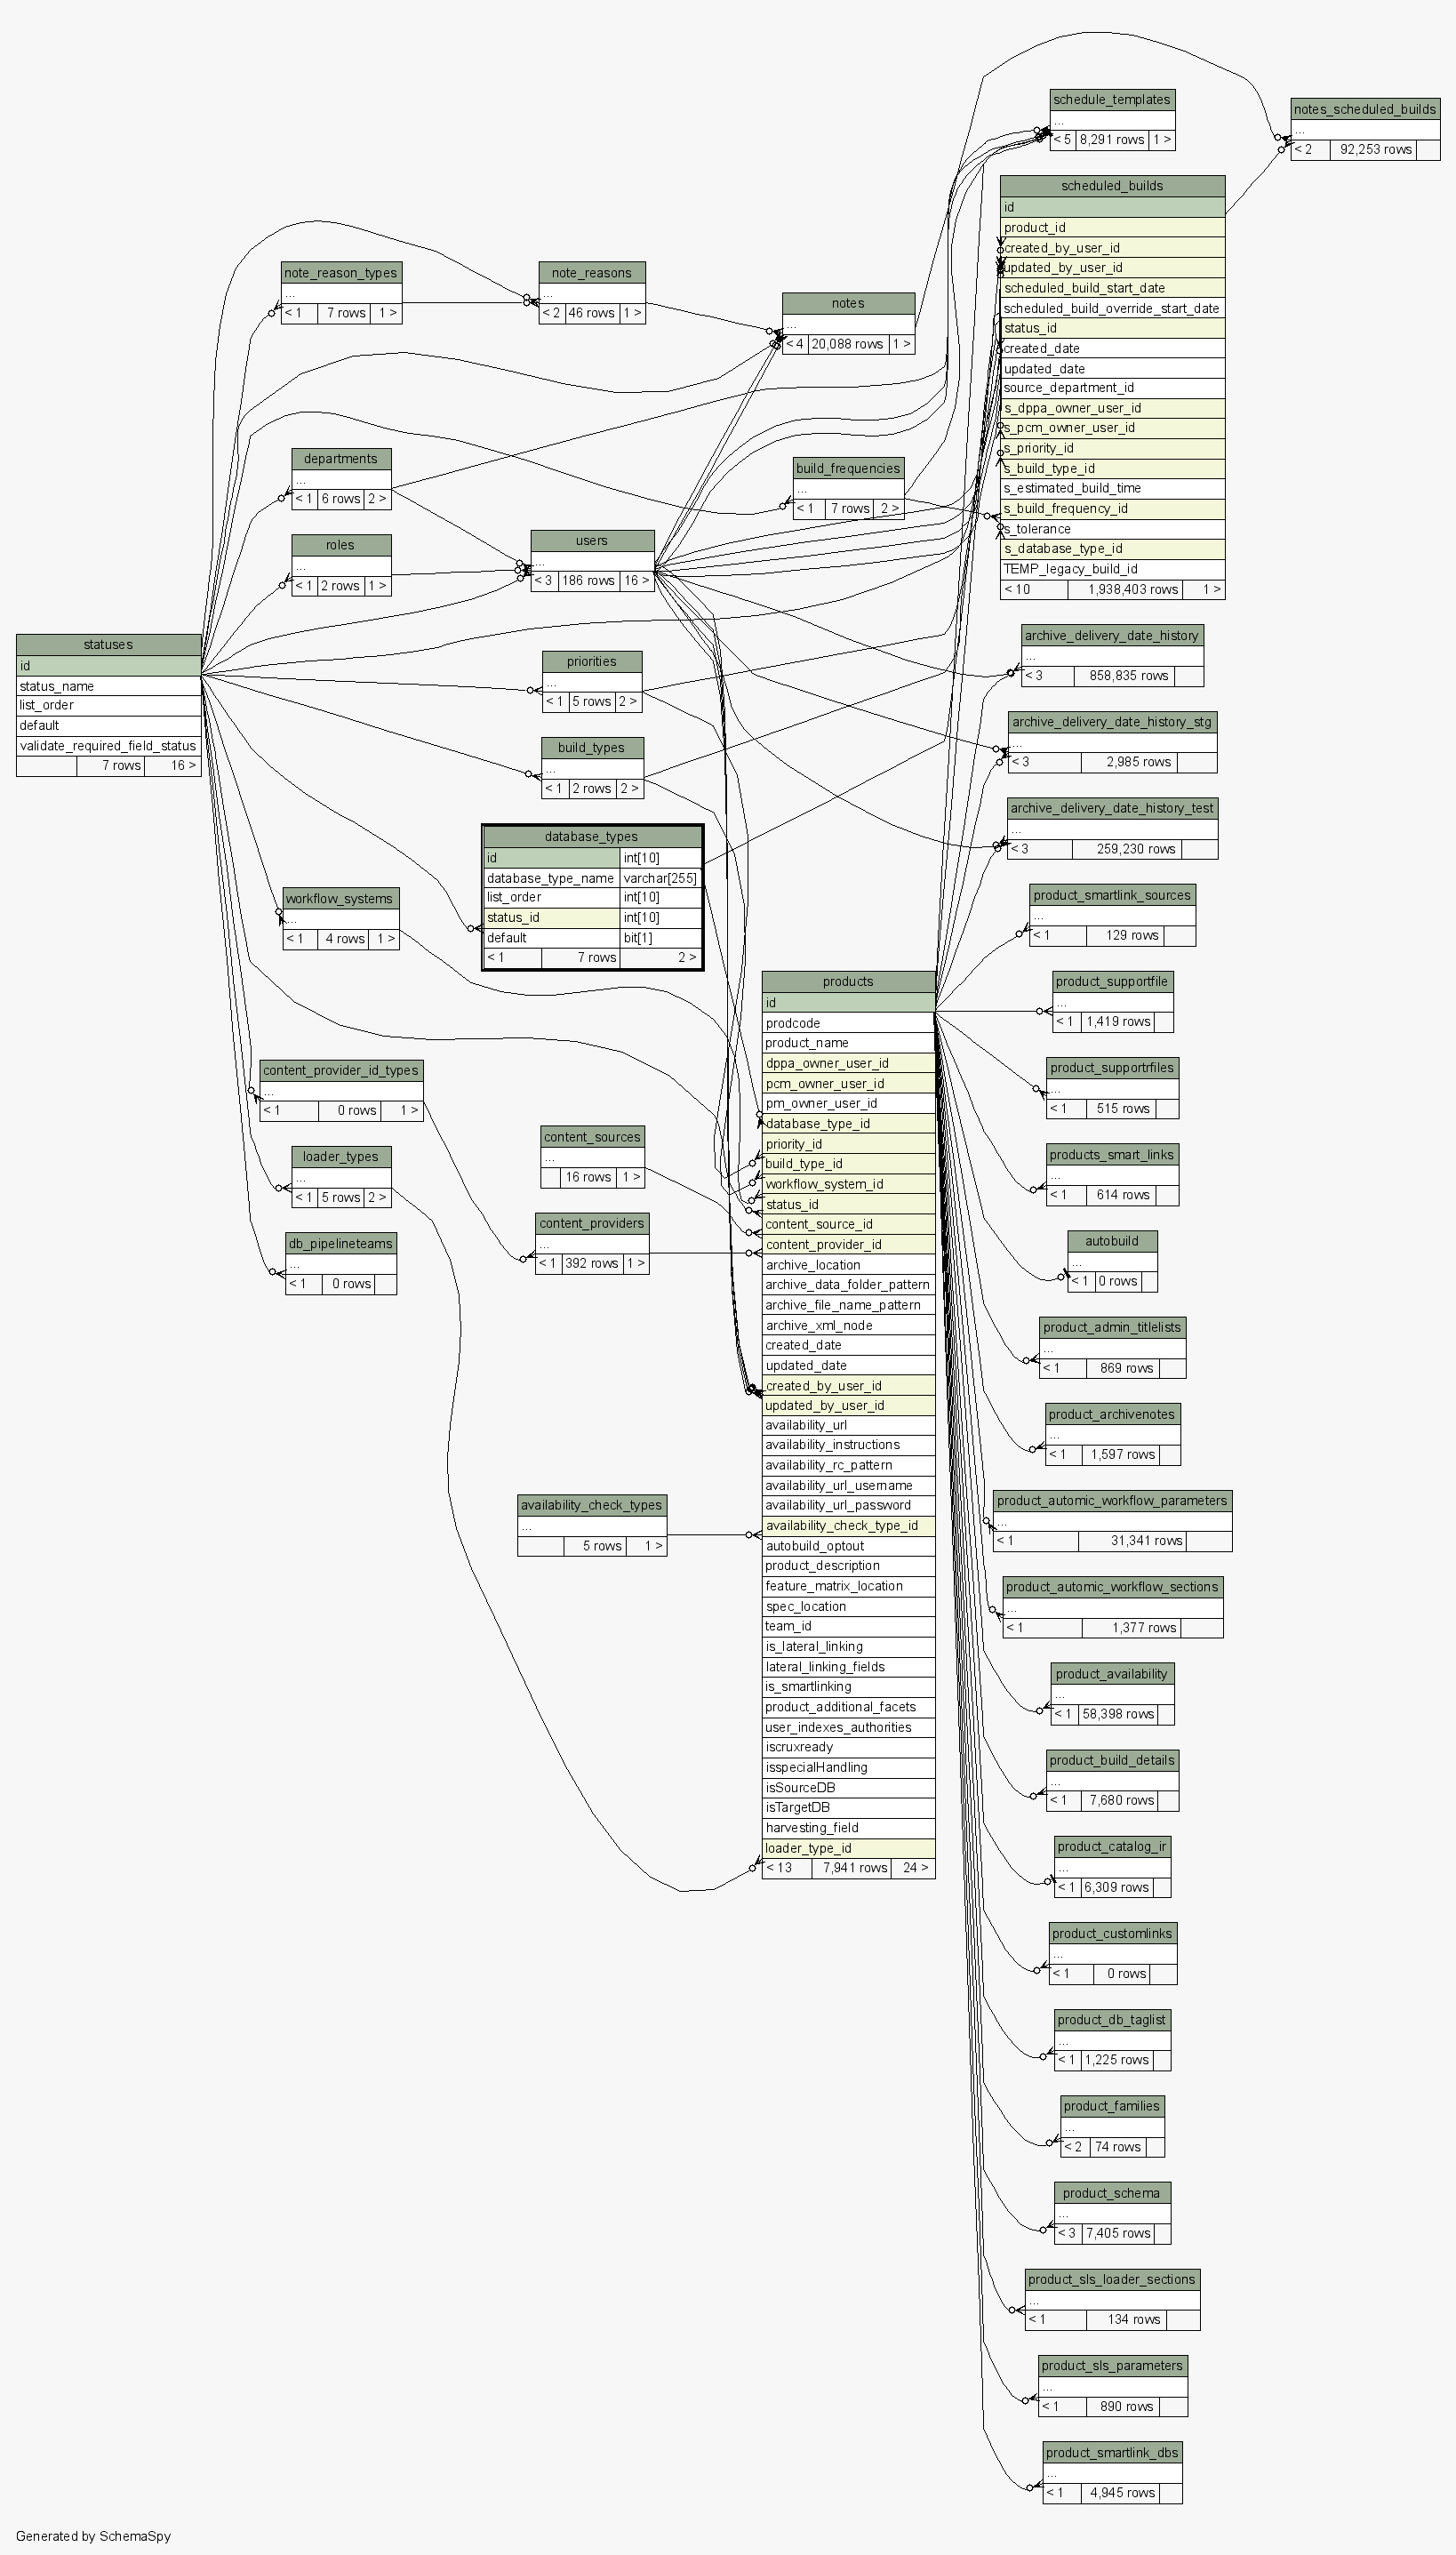 schedule_templates
...
< 5 8,291 rows 1 >
notes_scheduled_builds
...
< 2 92,253 rows
scheduled_builds
id
product_id
created_by_user_id
updated_by_user_id
scheduled_build_start_date
scheduled_build_override_start_date
status_id
created_date
updated_date
source_department_id
s_dppa_owner_user_id
s_pcm_owner_user_id
s_priority_id
s_build_type_id
s_estimated_build_time
s_build_frequency_id
s_tolerance
s_database_type_id
TEMP_legacy_build_id
< 10 1,938,403 rows 1 >
note_reason_types
...
< 1 7 rows 1 >
note_reasons
...
< 2 46 rows 1 >
notes
...
< 4 20,088 rows 1 >
departments
...
< 1 6 rows 2 >
build_frequencies
...
< 1 7 rows 2 >
roles
...
< 1 2 rows 1 >
users
...
< 3 186 rows 16 >
statuses
id
status_name
list_order
default
validate_required_field_status
7 rows 16 >
priorities
...
< 1 5 rows 2 >
build_types
...
< 1 2 rows 2 >
database_types
id int[10]
database_type_name varchar[255]
list_order int[10]
status_id int[10]
default bit[1]
< 1 7 rows 2 >
workflow_systems
...
< 1 4 rows 1 >
content_provider_id_types
...
< 1 0 rows 1 >
loader_types
...
< 1 5 rows 2 >
db_pipelineteams
...
< 1 0 rows
content_sources
...
16 rows 1 >
content_providers
...
< 1 392 rows 1 >
availability_check_types
...
5 rows 1 >
products
id
prodcode
product_name
dppa_owner_user_id
pcm_owner_user_id
pm_owner_user_id
database_type_id
priority_id
build_type_id
workflow_system_id
status_id
content_source_id
content_provider_id
archive_location
archive_data_folder_pattern
archive_file_name_pattern
archive_xml_node
created_date
updated_date
created_by_user_id
updated_by_user_id
availability_url
availability_instructions
availability_rc_pattern
availability_url_username
availability_url_password
availability_check_type_id
autobuild_optout
product_description
feature_matrix_location
spec_location
team_id
is_lateral_linking
lateral_linking_fields
is_smartlinking
product_additional_facets
user_indexes_authorities
iscruxready
isspecialHandling
isSourceDB
isTargetDB
harvesting_field
loader_type_id
< 13 7,941 rows 24 >
archive_delivery_date_history
...
< 3 858,835 rows
archive_delivery_date_history_stg
...
< 3 2,985 rows
archive_delivery_date_history_test
...
< 3 259,230 rows
product_smartlink_sources
...
< 1 129 rows
product_supportfile
...
< 1 1,419 rows
product_supportrfiles
...
< 1 515 rows
products_smart_links
...
< 1 614 rows
autobuild
...
< 1 0 rows
product_admin_titlelists
...
< 1 869 rows
product_archivenotes
...
< 1 1,597 rows
product_automic_workflow_parameters
...
< 1 31,341 rows
product_automic_workflow_sections
...
< 1 1,377 rows
product_availability
...
< 1 58,398 rows
product_build_details
...
< 1 7,680 rows
product_catalog_ir
...
< 1 6,309 rows
product_customlinks
...
< 1 0 rows
product_db_taglist
...
< 1 1,225 rows
product_families
...
< 2 74 rows
product_schema
...
< 3 7,405 rows
product_sls_loader_sections
...
< 1 134 rows
product_sls_parameters
...
< 1 890 rows
product_smartlink_dbs
...
< 1 4,945 rows
Generated by SchemaSpy